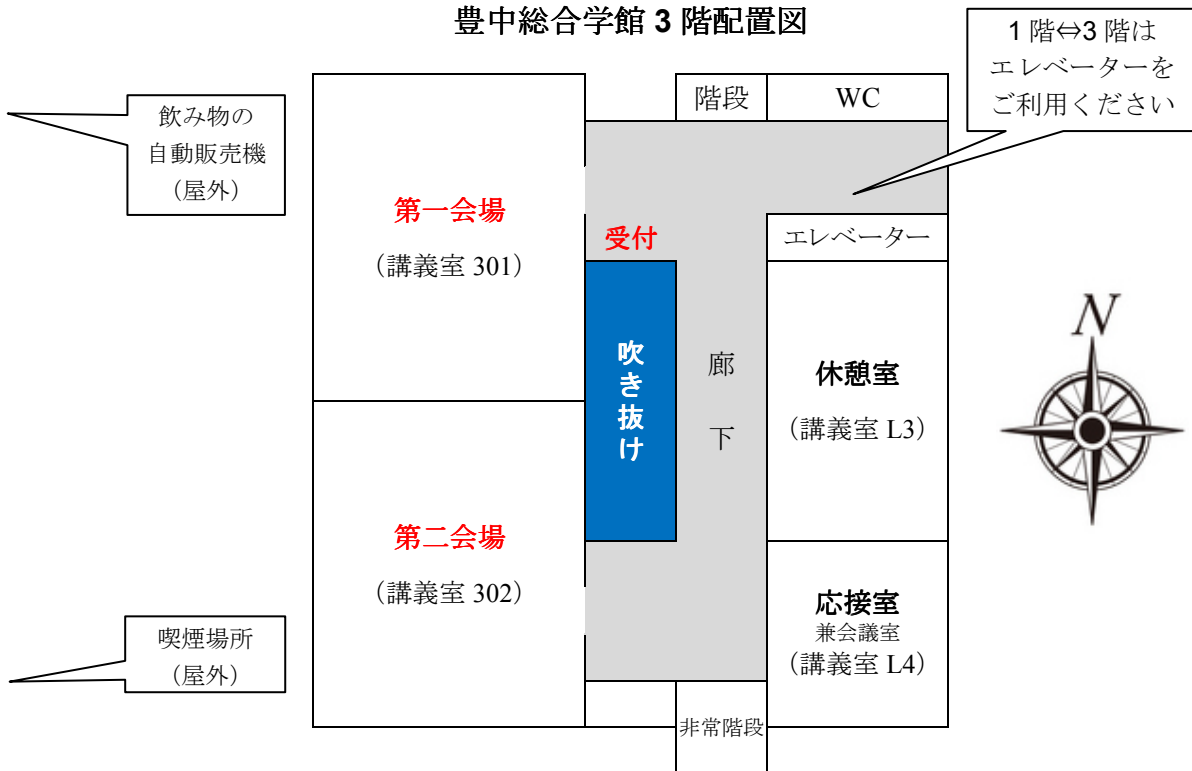 豊中総合学館 3 階配置図
1 階⇔3 階は
エレベーターを
ご利用ください
飲み物の
自動販売機
（屋外）
階段
WC
第一会場
（講義室 301）
受付
エレベーター
吹き抜け
廊下
休憩室
（講義室 L3）
N
第二会場
（講義室 302）
応接室
兼会議室
（講義室 L4）
喫煙場所
（屋外）
非常階段